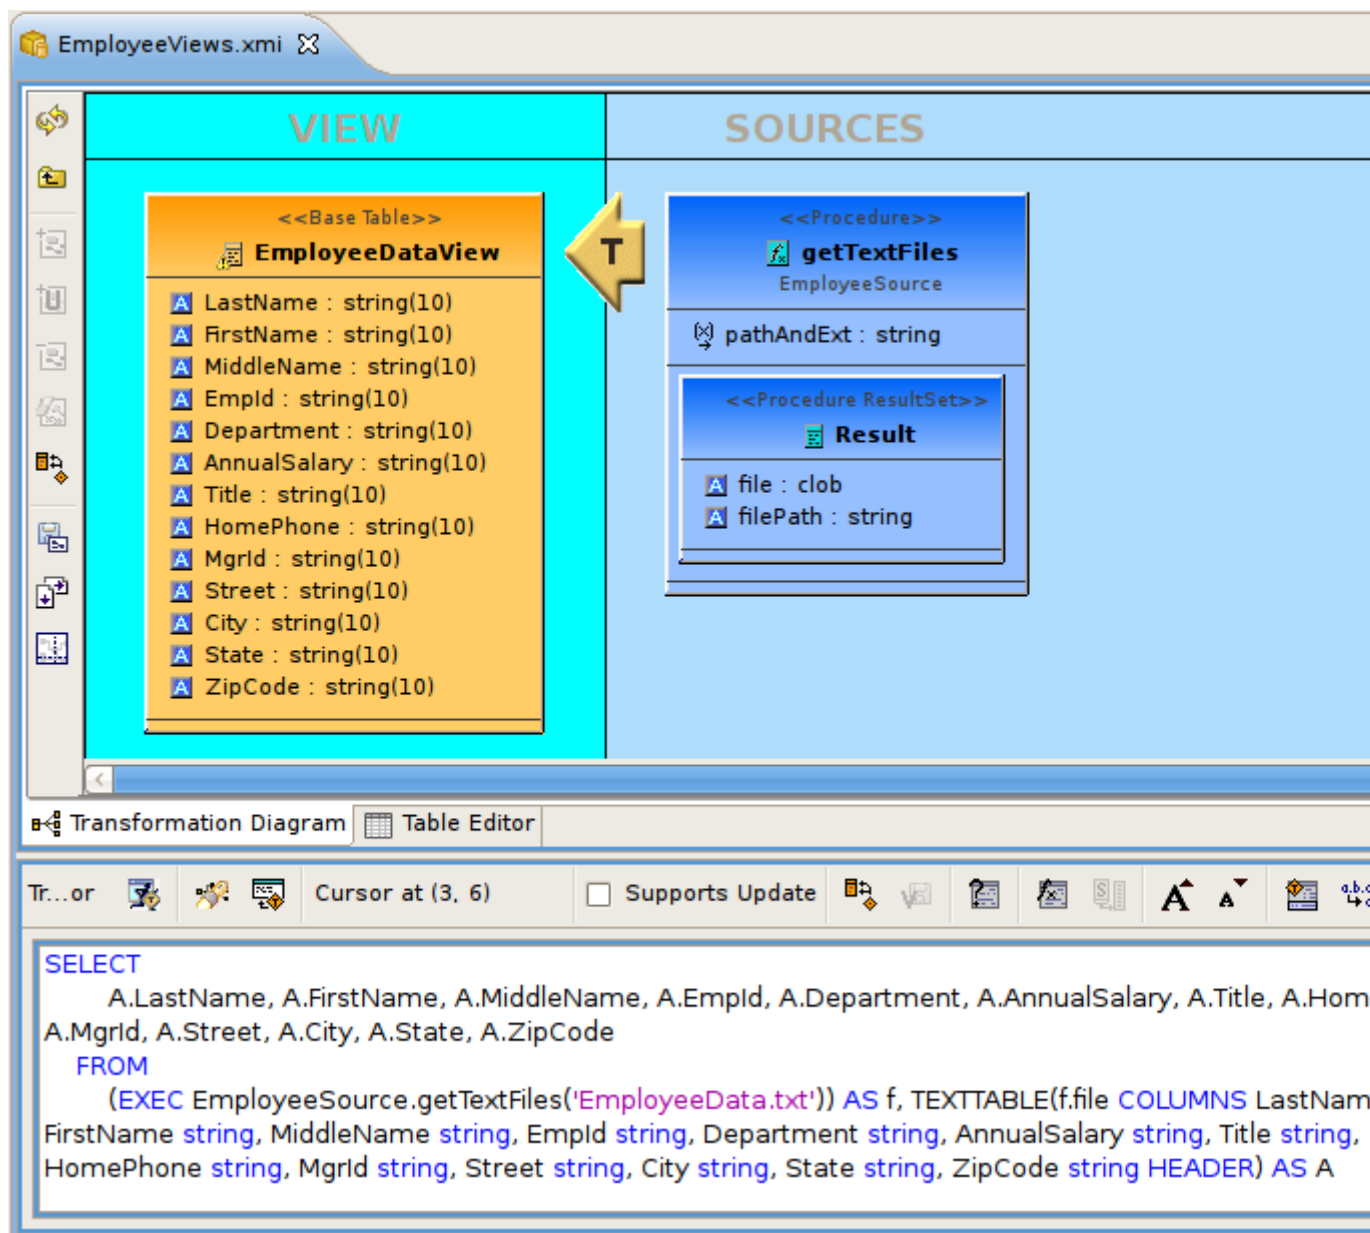 EmployeeViews.xmi
VIEW
SOURCES
<<Base Table>>
EmployeeDataView
LastName : string(10)
FirstName : string(10)
MiddleName : string(10)
EmpId : string(10)
Department : string(10)
AnnualSalary : string(10)
Title : string(10)
HomePhone : string(10)
MgrId : string(10)
Street : string(10)
City : string(10)
State : string(10)
ZipCode : string(10)
T
<<Procedure>>
getTextFiles
EmployeeSource
pathAndExt : string
<<Procedure ResultSet>>
Result
file : clob
filePath : string
Transformation Diagram
Table Editor
Tr...or
Cursor at (3, 6)
Supports Update
SELECT
A.LastName, A.FirstName, A.MiddleName, A.EmpId, A.Department, A.AnnualSalary, A.Title, A.Hom
A.MgrId, A.Street, A.City, A.State, A.ZipCode
FROM
(EXEC EmployeeSource.getTextFiles('EmployeeData.txt')) AS f, TEXTTABLE(f.file COLUMNS LastNam
FirstName string, MiddleName string, EmpId string, Department string, AnnualSalary string, Title string,
HomePhone string, MgrId string, Street string, City string, State string, ZipCode string HEADER) AS A